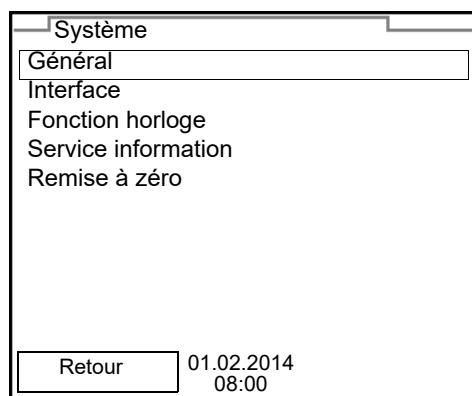 Système
Général
Interface
Fonction horloge
Service information
Remise à zéro
Retour
01.02.2014
08:00